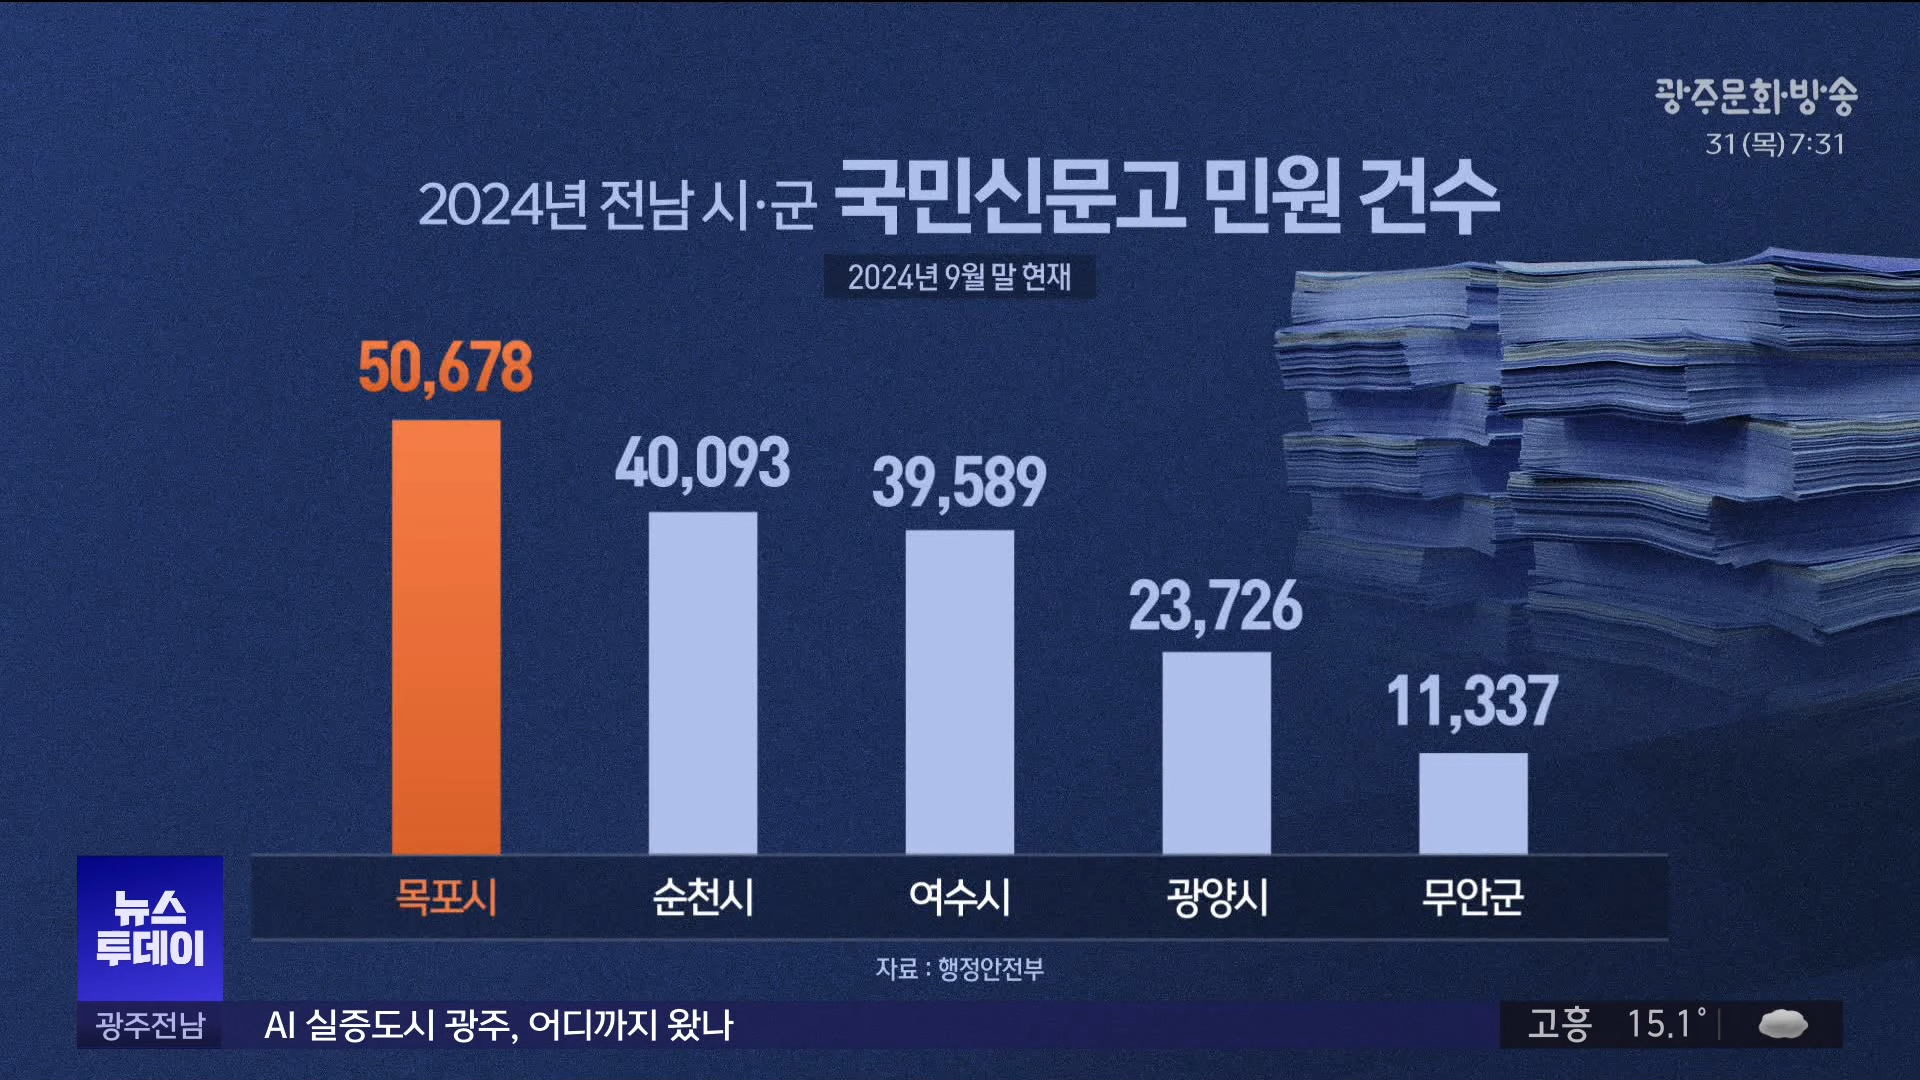 광주문화방송
31(목)7:31
2024년 전남 시·군 국민신문고 민원 건수
2024년 9월 말 현재
50,678
40,093
39,589
23,726
11,337
목포시
순천시
여수시
광양시
무안군
자료 : 행정안전부
뉴스
투데이
광주전남
AI 실증도시 광주, 어디까지 왔나
고흥 15.1°